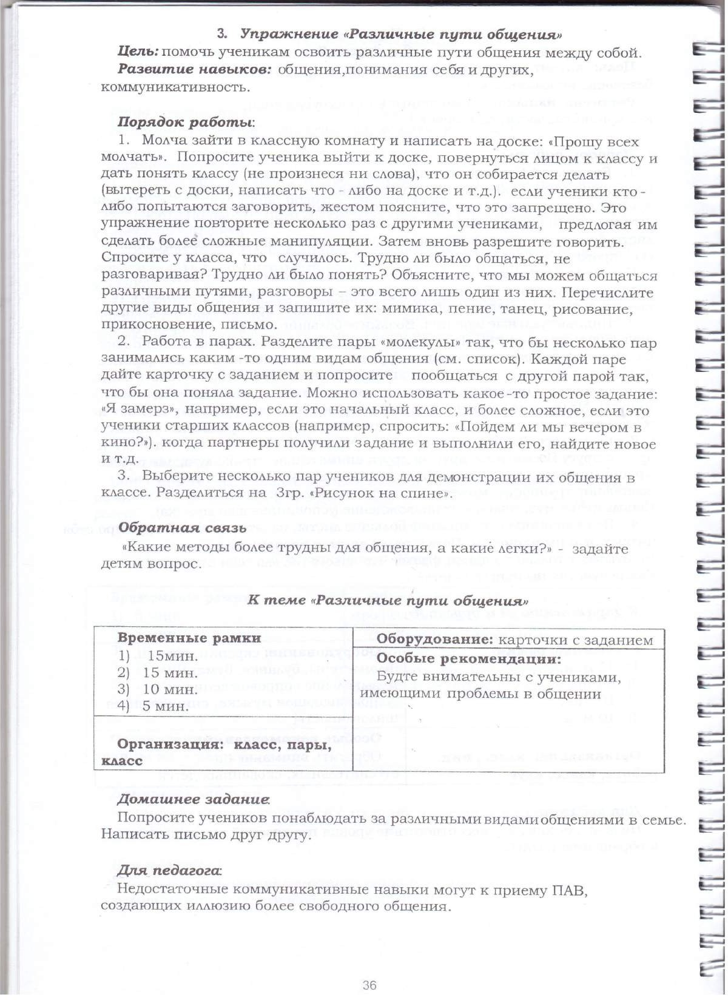 3. Упражнение «Различные пути общения»
Цель: помочь ученикам освоить различные пути общения между собой.
Развитие навыков: общения,понимания себя и других,
коммуникативность.
Порядок работы:
1. Молча зайти в классную комнату и написать на доске: «Прошу всех
молчать». Попросите ученика выйти к доске, повернуться лицом к классу и
дать понять классу (не произнеся ни слова), что он собирается делать
(вытереть с доски, написать что - либо на доске и т.д.). если ученики кто -
либо попытаются заговорить, жестом поясните, что это запрещено. Это
упражнение повторите несколько раз с другими учениками, предлогая им
сделать более сложные манипуляции. Затем вновь разрешите говорить.
Спросите у класса, что случилось. Трудно ли было общаться, не
разговаривая? Трудно ли было понять? Объясните, что мы можем общаться
различными путями, разговоры – это всего лишь один из них. Перечислите
другие виды общения и запишите их: мимика, пение, танец, рисование,
прикосновение, письмо.
2. Работа в парах. Разделите пары «молекулы» так, что бы несколько пар
занимались каким -то одним видам общения (см. список). Каждой паре
дайте карточку с заданием и попросите пообщаться с другой парой так,
что бы она поняла задание. Можно использовать какое-то простое задание:
«Я замерз», например, если это начальный класс, и более сложное, если это
ученики старших классов (например, спросить: «Пойдем ли мы вечером в
кино?»). когда партнеры получили задание и выполнили его, найдите новое
и т.д.
3. Выберите несколько пар учеников для демонстрации их общения в
классе. Разделиться на 3гр. «Рисунок на спине».
Обратная связь
«Какие методы более трудны для общения, а какие легки?» - задайте
детям вопрос.
К теме «Различные пути общения»
Временные рамки
1) 15мин.
2) 15 мин.
3) 10 мин.
4) 5 мин.
Организация: класс, пары,
класс
Оборудование: карточки с заданием
Особые рекомендации:
Будте внимательны с учениками,
имеющими проблемы в общении
Домашнее задание:
Попросите учеников понаблюдать за различными видами общениями в семье.
Написать письмо друг другу.
Для педагога:
Недостаточные коммуникативные навыки могут к приему ПАВ,
создающих иллюзию более свободного общения.
36